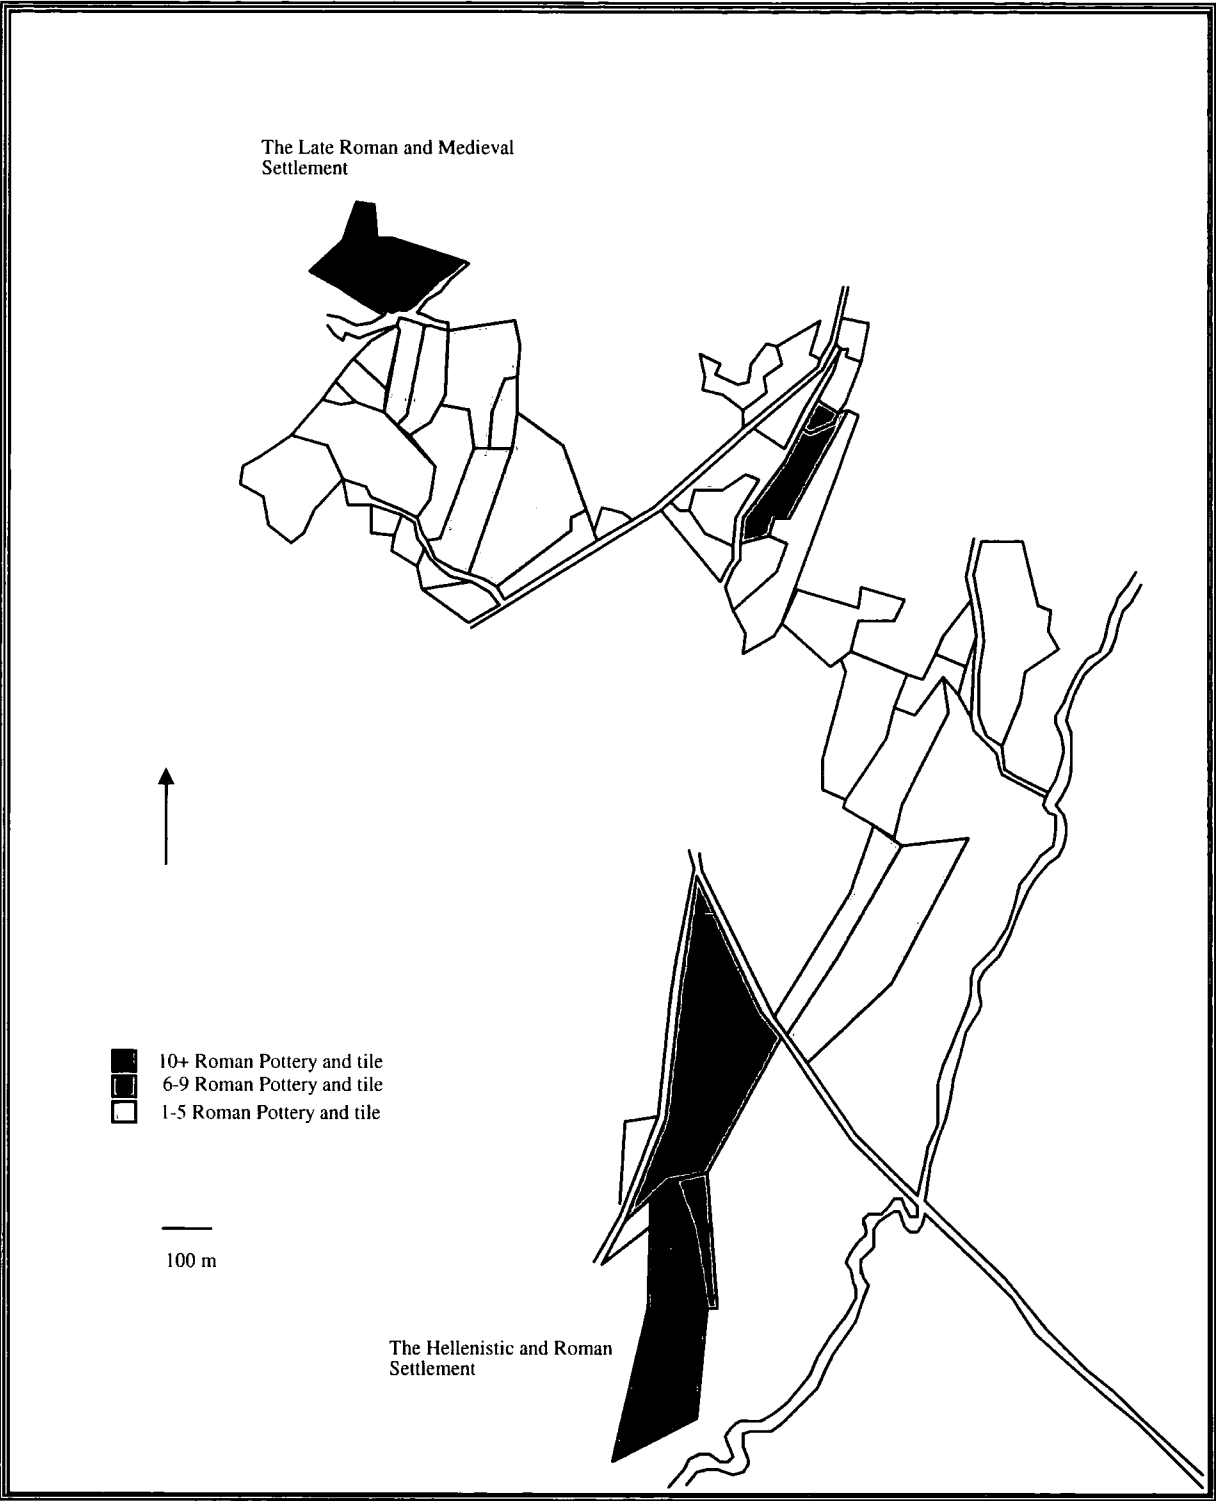 The Late Roman and Medieval
Settlement
10+ Roman Pottery and tile
6-9 Roman Pottery and tile
1-5 Roman Pottery and tile
100 m
The Hellenistic and Roman
Settlement